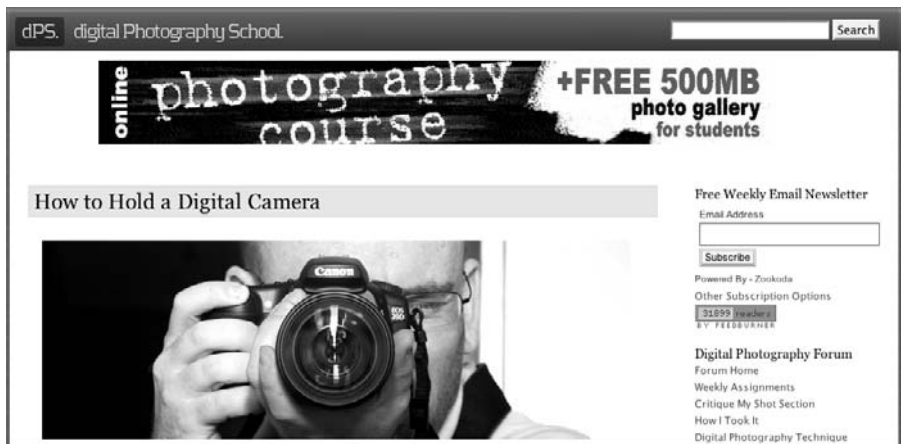 dPS. digital Photography School.
Search
online photography course
+FREE 500MB
photo gallery
for students
How to Hold a Digital Camera
Canon
EOS
20D
Free Weekly Email Newsletter
Email Address
Subscribe
Powered By - Zookoda
Other Subscription Options
31899 readers
BY FEEDBURNER
Digital Photography Forum
Forum Home
Weekly Assignments
Critique My Shot Section
How I Took It
Digital Photography Technique